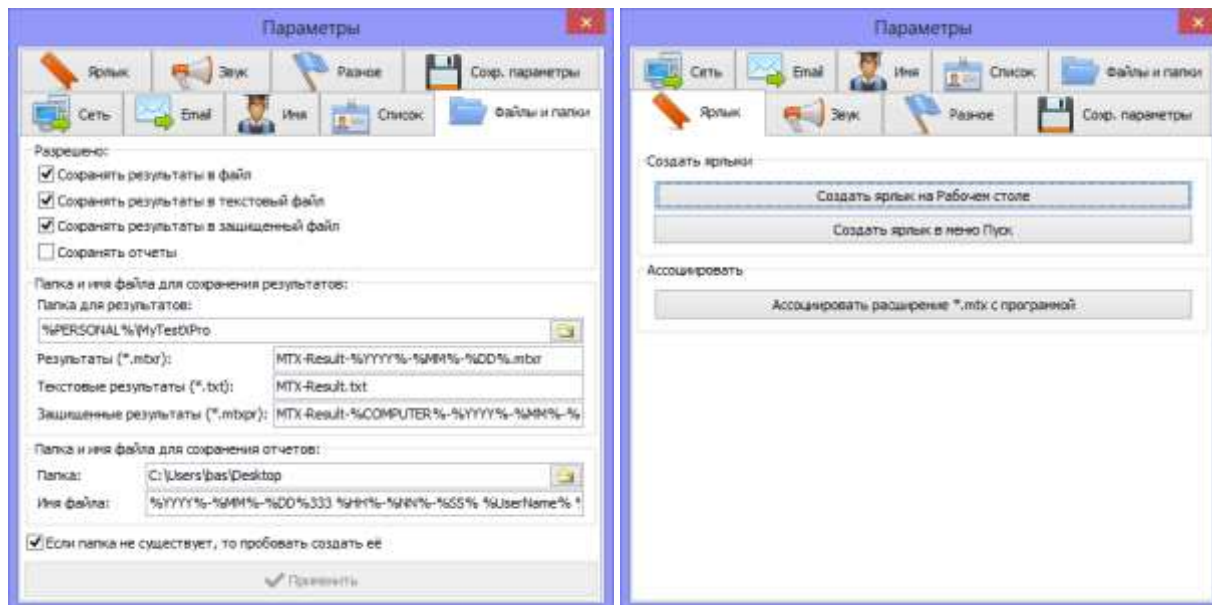 Параметры
Ярлык Звук Разное Сохр. параметры
Сеть Email Имя Список Файлы и папки
Разрешено:
Сохранять результаты в файл
Сохранять результаты в текстовый файл
Сохранять результаты в защищенный файл
Сохранять отчеты
Папка и имя файла для сохранения результатов:
Папка для результатов:
%PERSONAL%\MyTestXPro
Результаты (*.mtxr): MTX-Result-%YYYY%-%MM%-%DD%.mtxr
Текстовые результаты (*.txt): MTX-Result.txt
Защищенные результаты (*.mtxpr): MTX-Result-%COMPUTER%-%YYYY%-%MM%-%
Папка и имя файла для сохранения отчетов:
Папка: C:\Users\bas\Desktop
Имя файла: %YYYY%-%MM%-%DD%333 %HH%-%NN%-%SS% %UserName% 
Если папка не существует, то пробовать создать её
Применить
Параметры
Сеть Email Имя Список Файлы и папки
Ярлык Звук Разное Сохр. параметры
Создать ярлыки
Создать ярлык на Рабочем столе
Создать ярлык в меню Пуск
Ассоциировать
Ассоциировать расширение *.mtx с программой